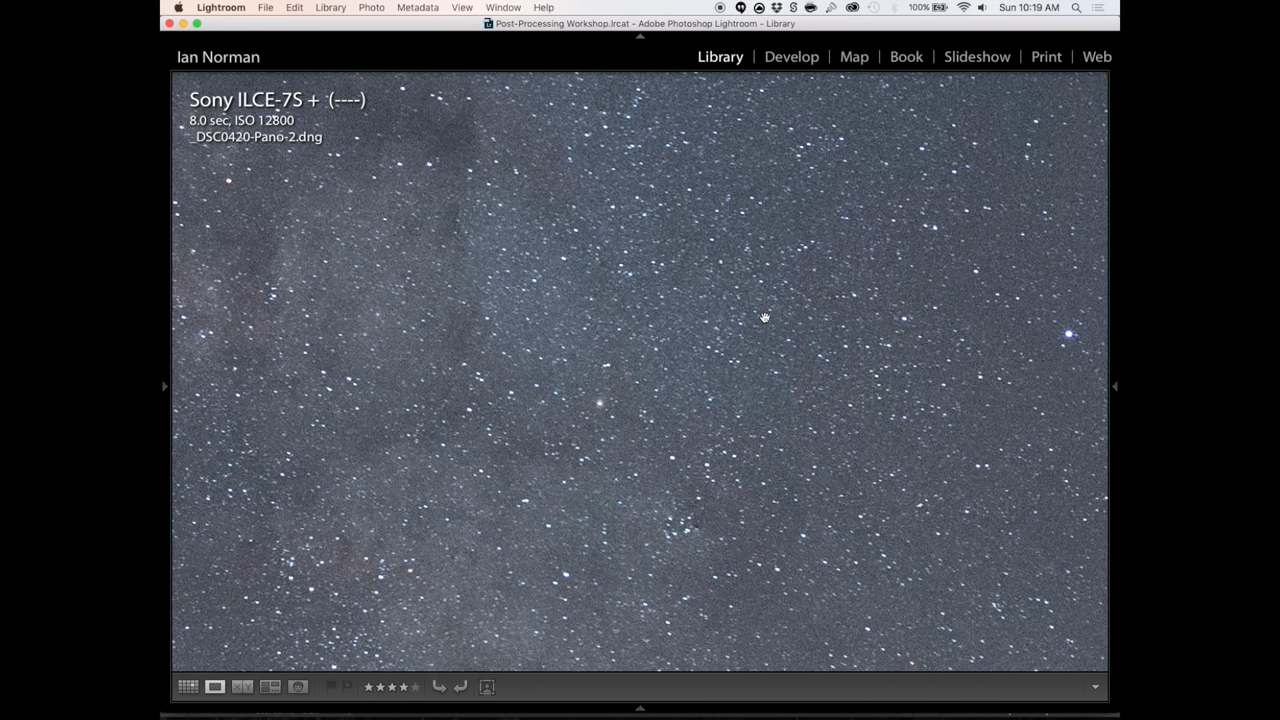 Lightroom File Edit Library Photo Metadata View Window Help 100% Sun 10:19 AM
Post-Processing Workshop.lrcat - Adobe Photoshop Lightroom - Library
Ian Norman Library | Develop | Map | Book | Slideshow | Print | Web
Sony ILCE-7S + (----)
8.0 sec, ISO 12800
_DSC0420-Pano-2.dng